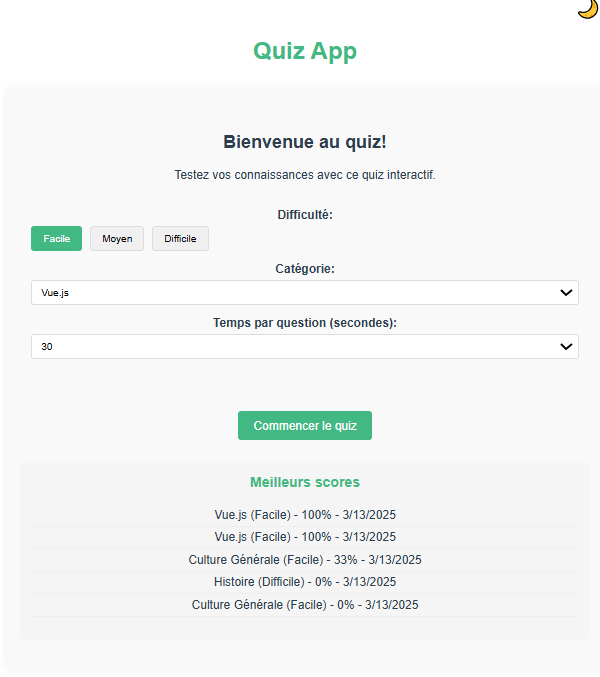 Quiz App
Bienvenue au quiz!
Testez vos connaissances avec ce quiz interactif.
Difficulté:
Facile Moyen Difficile
Catégorie:
Vue.js
Temps par question (secondes):
30
Commencer le quiz
Meilleurs scores
Vue.js (Facile) - 100% - 3/13/2025
Vue.js (Facile) - 100% - 3/13/2025
Culture Générale (Facile) - 33% - 3/13/2025
Histoire (Difficile) - 0% - 3/13/2025
Culture Générale (Facile) - 0% - 3/13/2025